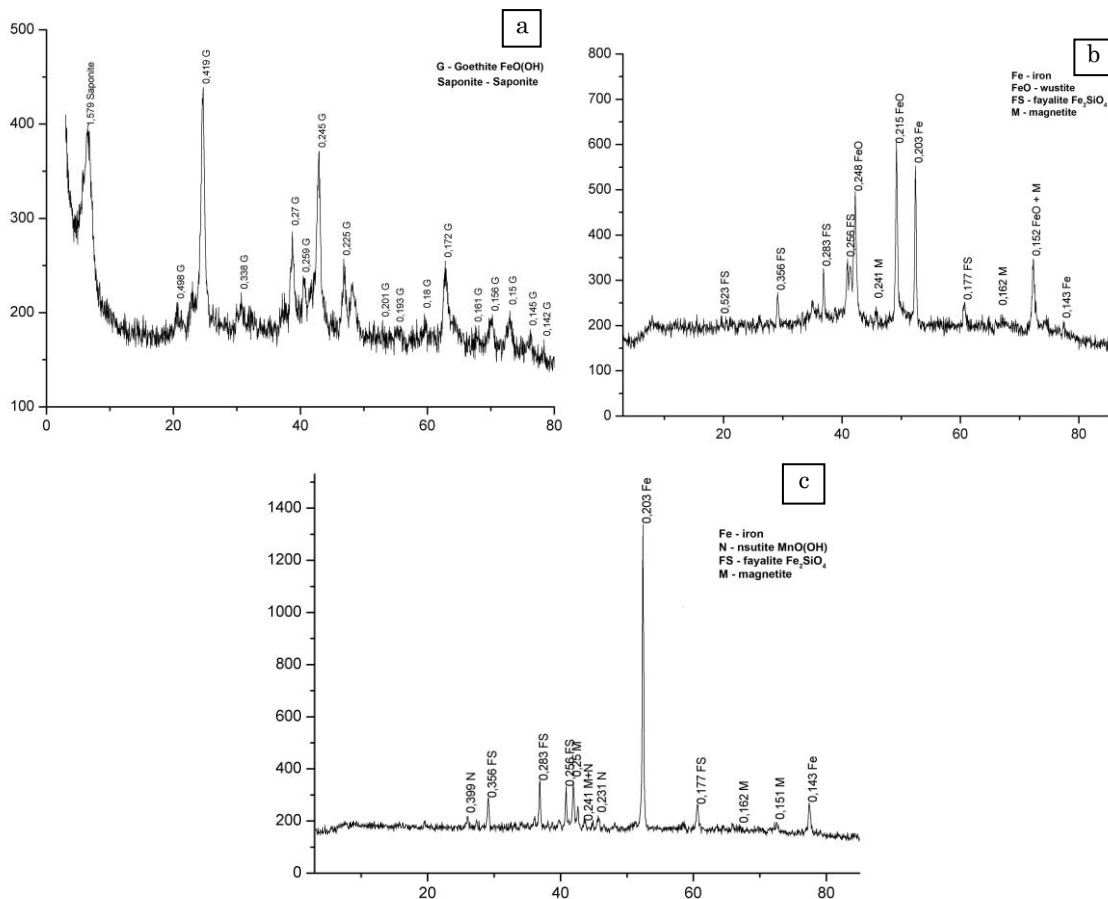 a
G - Goethite FeO(OH)
Saponite - Saponite
500
400
300
200
100
0
20
40
60
80
1,579 Saponite
0,498 G
0,419 G
0,338 G
0,27 G
0,259 G
0,245 G
0,225 G
0,201 G
0,193 G
0,18 G
0,172 G
0,161 G
0,156 G
0,15 G
0,145 G
0,142 G
b
Fe - iron
FeO - wustite
FS - fayalite Fe₂SiO₄
M - magnetite
800
700
600
500
400
300
200
100
0
20
40
60
80
0,523 FS
0,356 FS
0,283 FS
0,256 FS
0,248 FeO
0,241 M
0,215 FeO
0,203 Fe
0,177 FS
0,162 M
0,152 FeO + M
0,143 Fe
c
Fe - iron
N - nsutite MnO(OH)
FS - fayalite Fe₂SiO₄
M - magnetite
1400
1200
1000
800
600
400
200
0
20
40
60
80
0,399 N
0,356 FS
0,283 FS
0,256 FS
0,25 M
0,241 M+N
0,231 N
0,203 Fe
0,177 FS
0,162 M
0,151 M
0,143 Fe